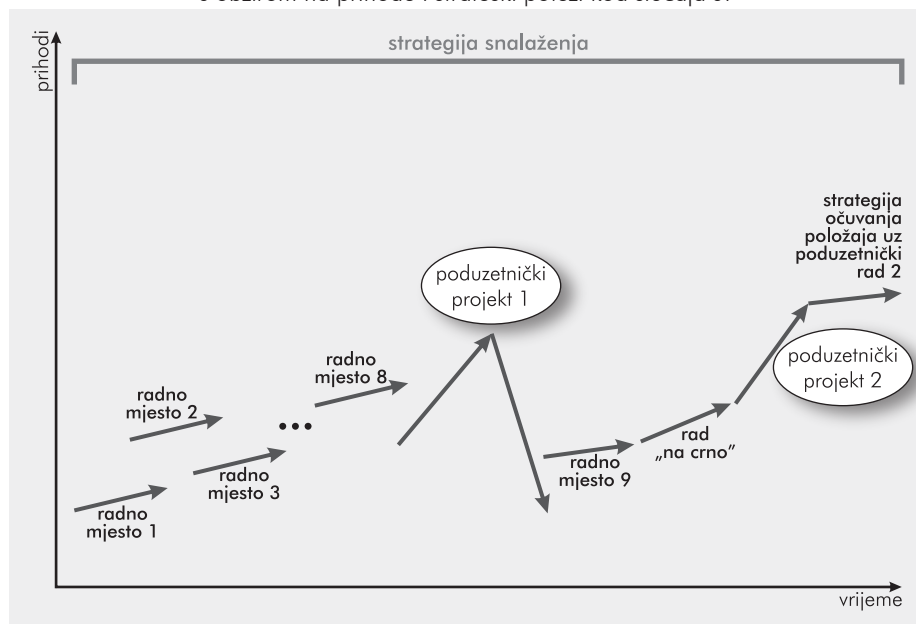 strategija snalaženja
prihodi
strategija
očuvanja
položaja uz
poduzetnički
rad 2
poduzetnički
projekt 1
radno
mjesto 8
poduzetnički
projekt 2
radno
mjesto 2
...
rad
„na crno”
radno
mjesto 9
radno
mjesto 3
radno
mjesto 1
vrijeme